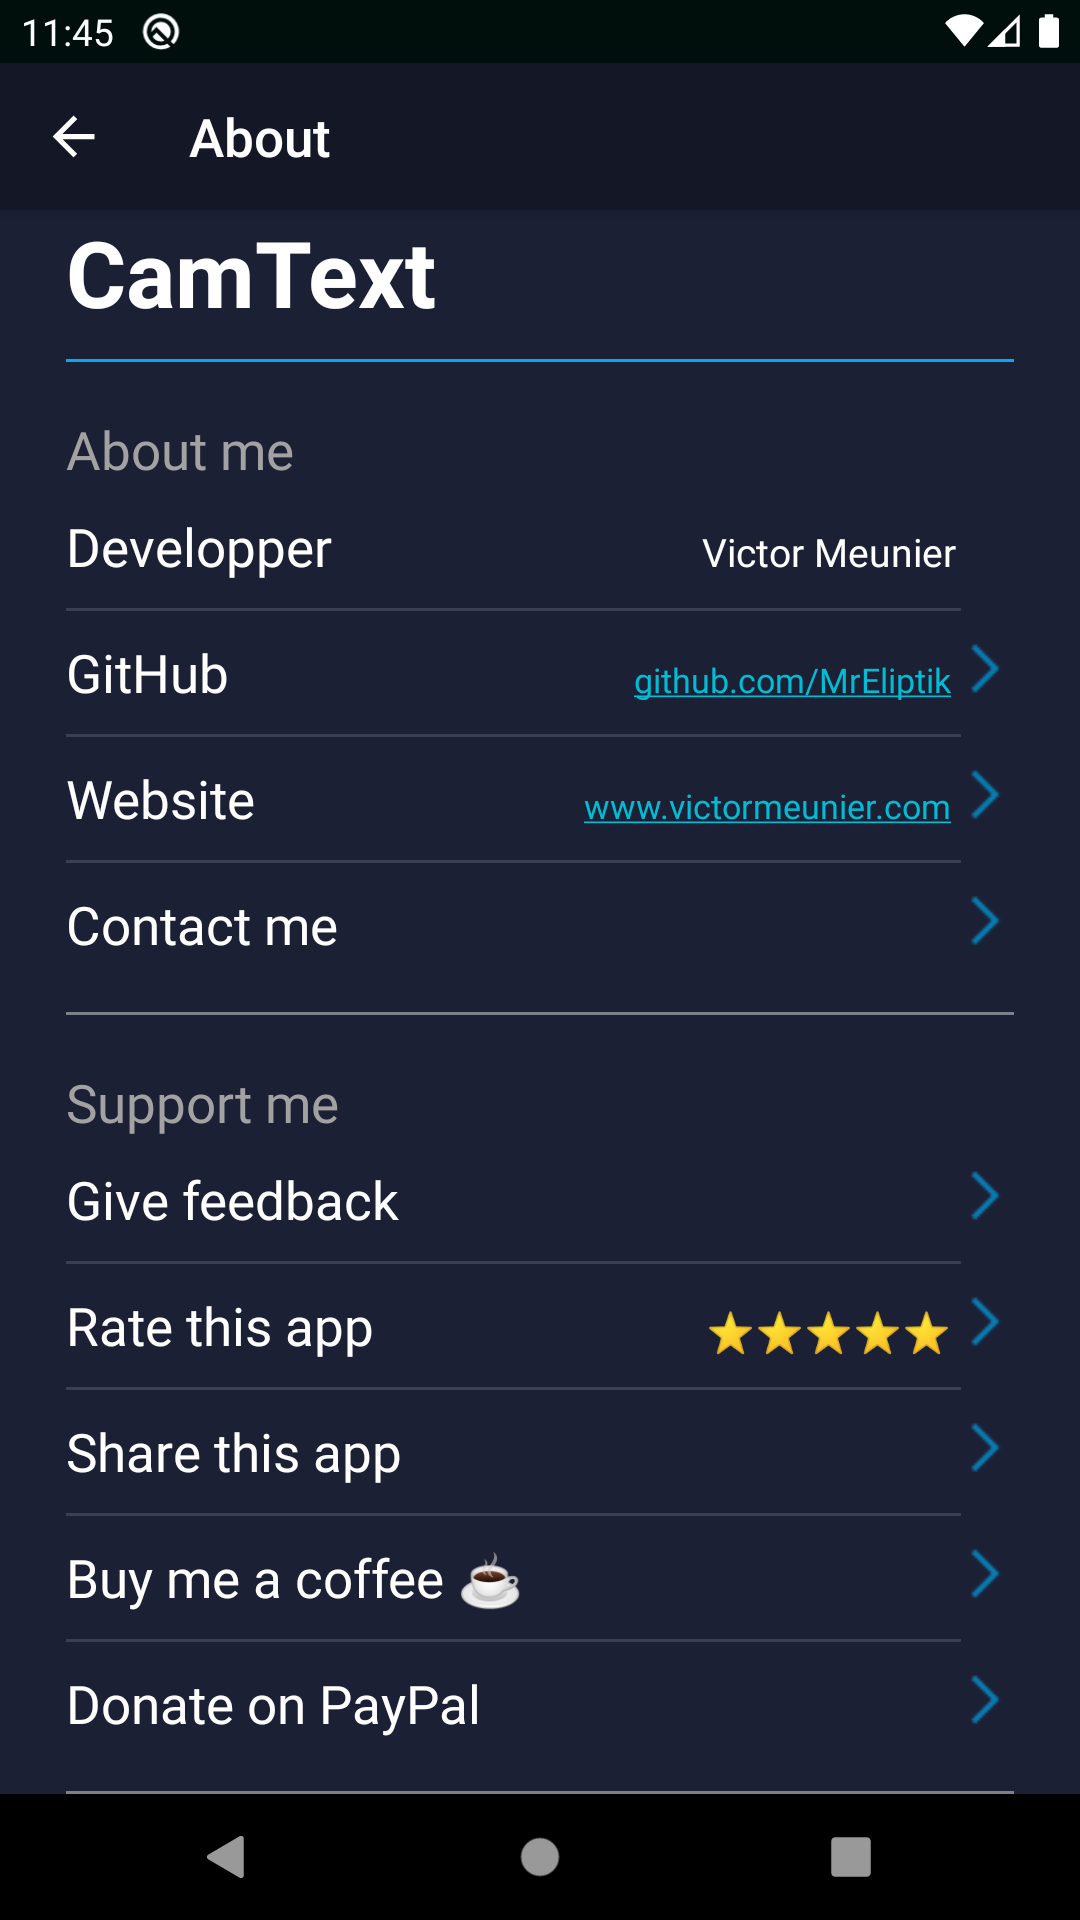 11:45
About
CamText
About me
Developper Victor Meunier
GitHub github.com/MrEliptik
Website www.victormeunier.com
Contact me
Support me
Give feedback
Rate this app ⭐⭐⭐⭐⭐
Share this app
Buy me a coffee ☕
Donate on PayPal